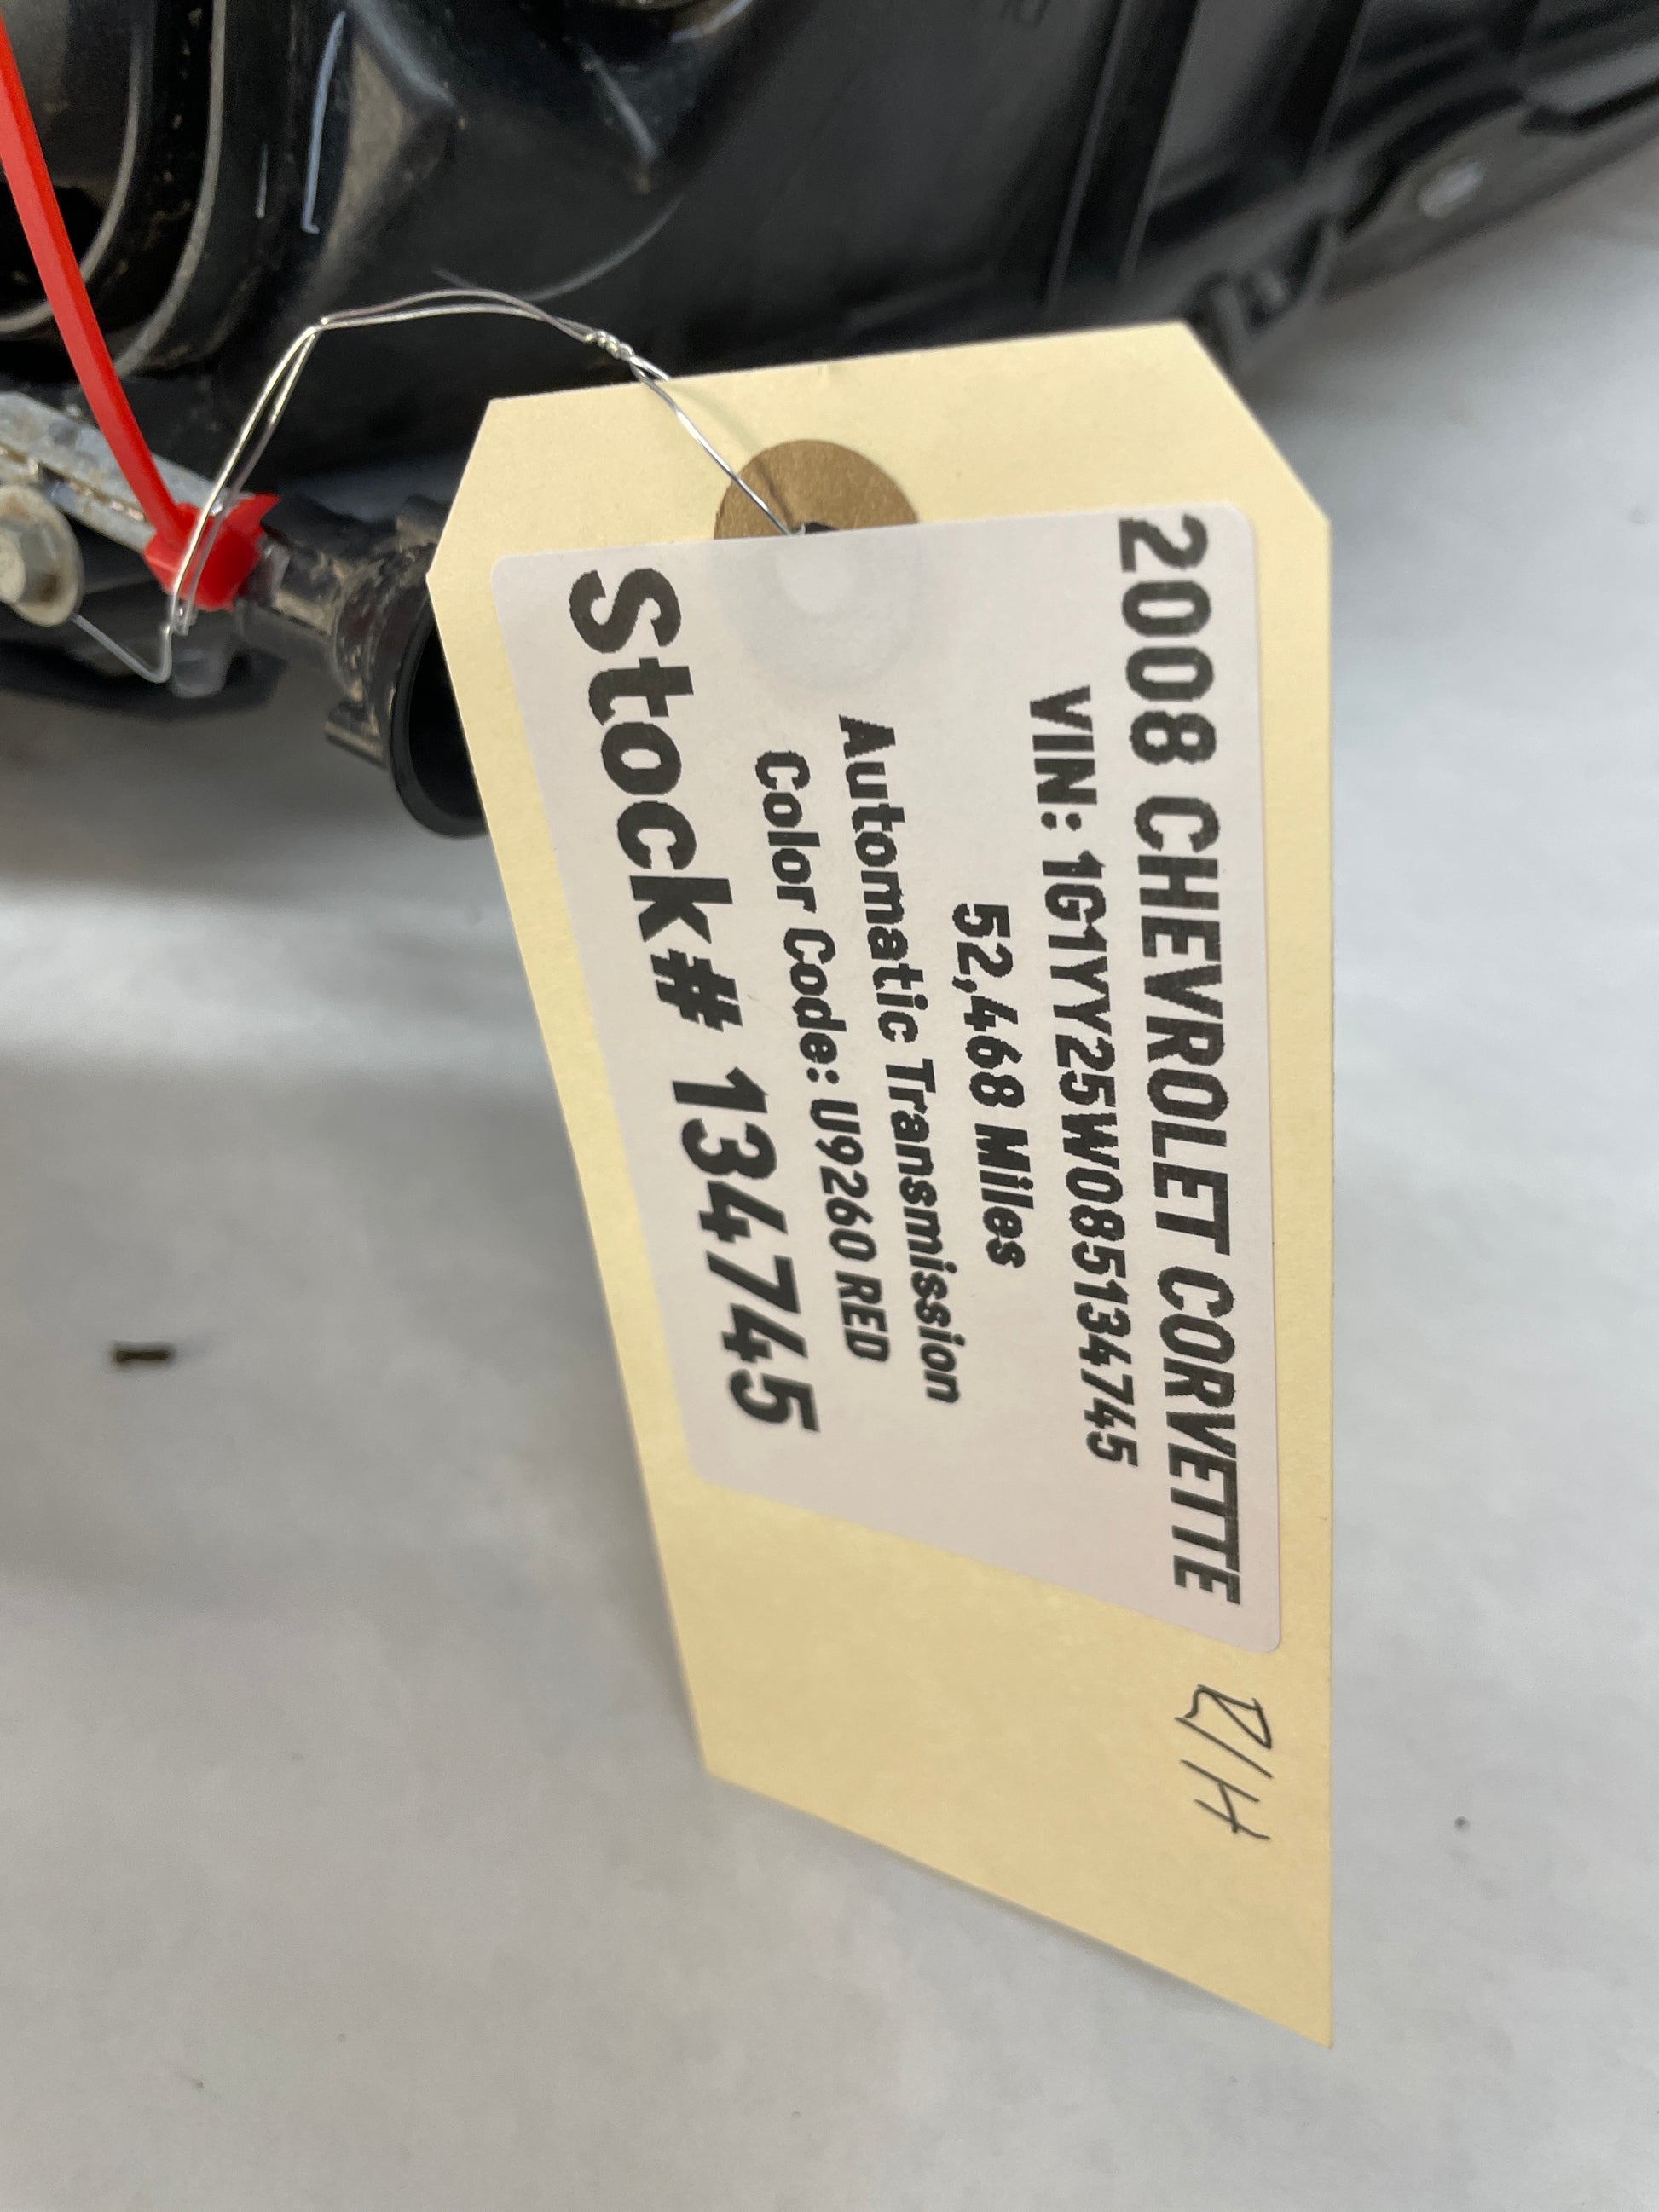 2008 CHEVROLET CORVETTE
VIN: 1G1YY25W085134745
52,468 Miles
Automatic Transmission
Color Code: U9260 RED
Stock# 134745
R/H